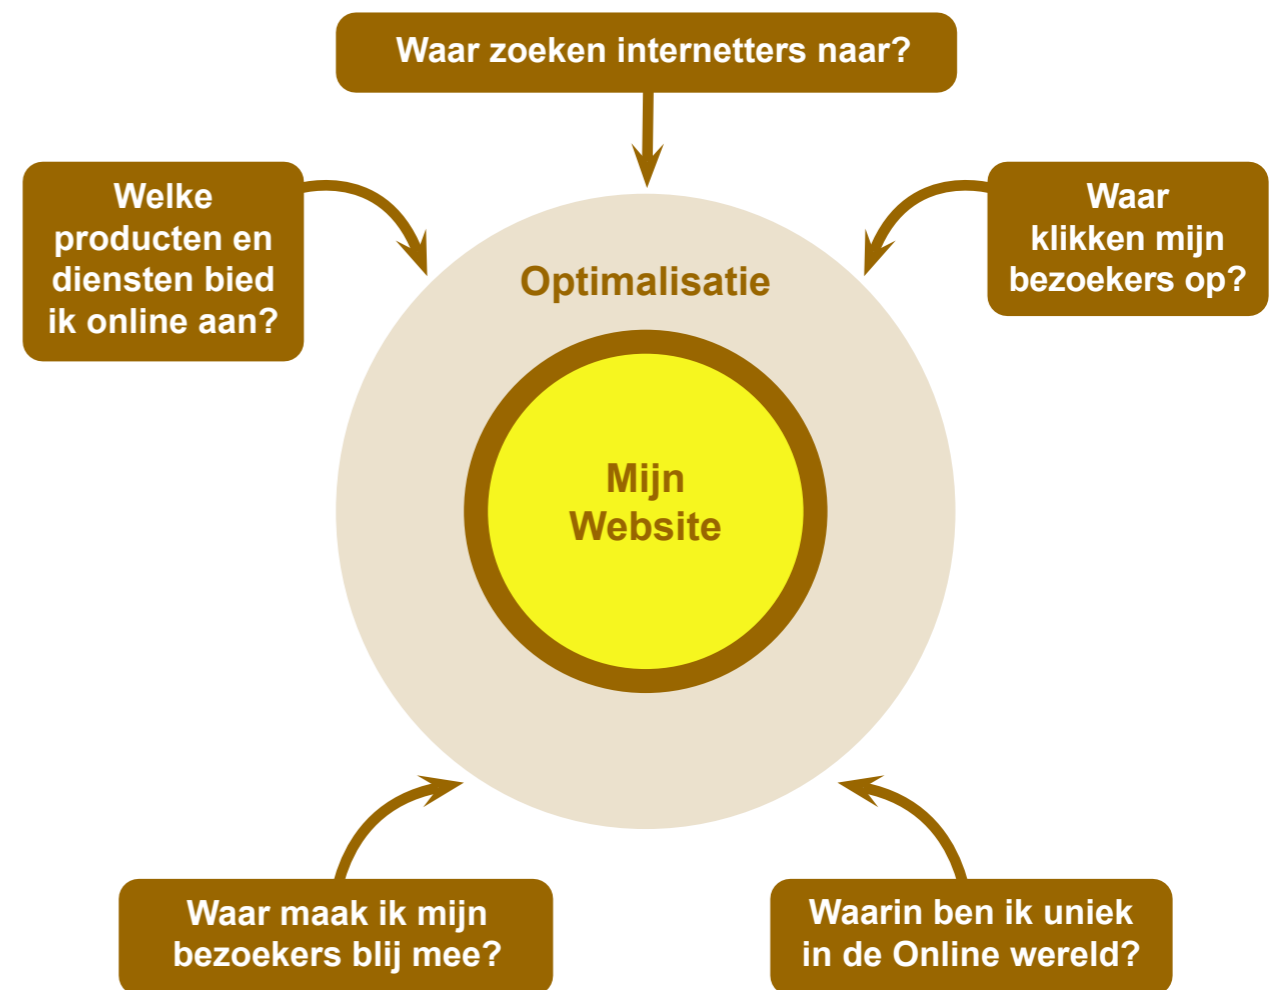 Waar zoeken internetters naar?
Welke
producten en
diensten bied
ik online aan?
Waar
klikken mijn
bezoekers op?
Optimalisatie
Mijn
Website
Waar maak ik mijn
bezoekers blij mee?
Waarin ben ik uniek
in de Online wereld?